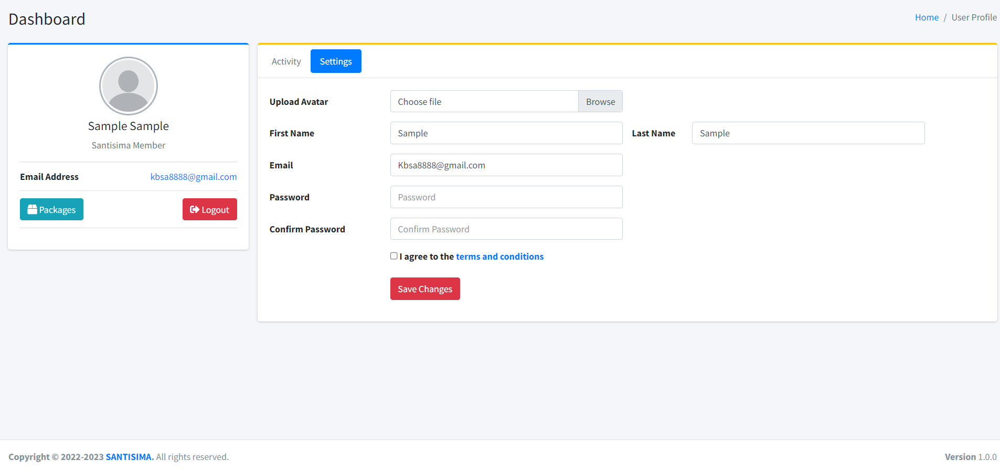 Dashboard
Home / User Profile
Sample Sample
Santisima Member
Email Address kbsa8888@gmail.com
Packages Logout
Activity Settings
Upload Avatar Choose file Browse
First Name Sample Last Name Sample
Email Kbsa8888@gmail.com
Password Password
Confirm Password Confirm Password
I agree to the terms and conditions
Save Changes
Copyright © 2022-2023 SANTISIMA. All rights reserved.
Version 1.0.0